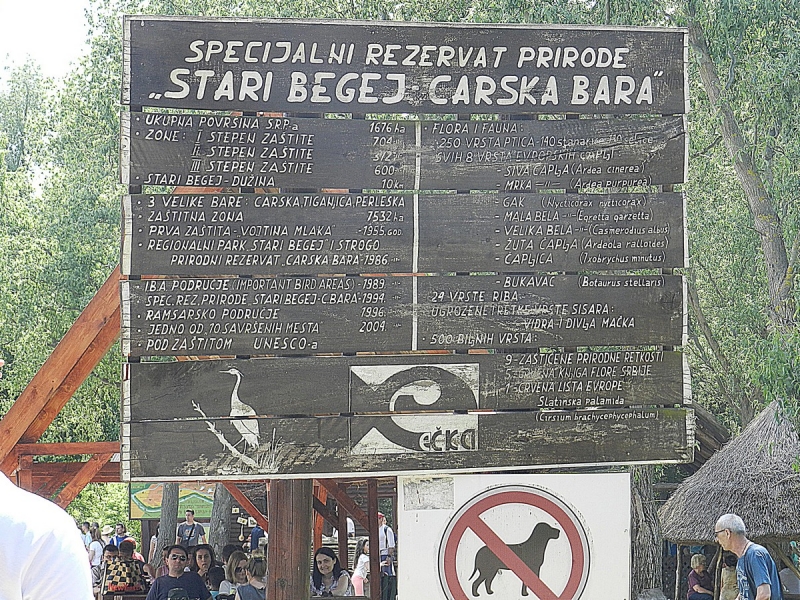 SPECIJALNI REZERVAT PRIRODE
„STARI BEGEJ-CARSKA BARA"
• UKUPNA POVRŠINA SRP-a 1676 ha
• ZONE: I STEPEN ZAŠTITE 704
II STEPEN ZAŠTITE 372
III STEPEN ZAŠTITE 600
• STARI BEGEJ-DUŽINA 10km
• 3 VELIKE BARE: CARSKA, TIGANJICA, PERLESKA
• ZAŠTITNA ZONA 7532 ha
• PRVA ZAŠTITA-VOJTINA MLAKA -1955. GOD
• REGIONALNI PARK „STARI BEGEJ" I STROGO
PRIRODNI REZERVAT „CARSKA BARA"-1986.
• IBA PODRUČJE (IMPORTANT BIRD AREAS) -1989.
• SPEC. REZ. PRIRODE STARI BEGEJ-C.BARA-1994.
• RAMSARSKO PODRUČJE 1996.
• JEDNO OD 10 SAVRŠENIH MESTA 2004.
• POD ZAŠTITOM UNESCO-a
• FLORA I FAUNA:
- 250 VRSTA PTICA-140
SVIH 8 VRSTA EVROPSKIH ČAPLJI
- SIVA ČAPLJA (Ardea cinerea)
- MRKA -〃- (Ardea purpurea)
- GAK (Nycticorax nycticorax)
- MALA BELA -〃- (Egretta garzetta)
- VELIKA BELA -〃- (Casmerodius albus)
- ŽUTA ČAPLJA (Ardeola ralloides)
- ČAPLJICA (Ixobrychus minutus)
- BUKAVAC (Botaurus stellaris)
- 24 VRSTE RIBA
- UGROŽENE I RETKE VRSTE SISARA:
VIDRA I DIVLJA MAČKA
• 500 BILJNIH VRSTA:
9 - ZAŠTIĆENE PRIRODNE RETKOSTI
5 - CRVENA KNJIGA FLORE SRBIJE
1 - CRVENA LISTA EVROPE
Slatinska palamida
(Cirsium brachycephycephalum)
EČKA